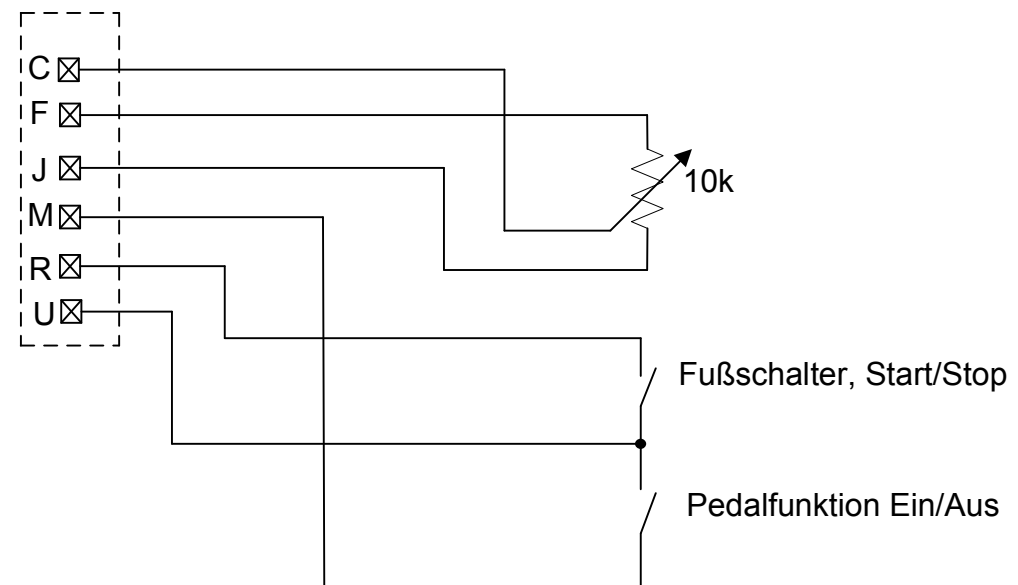 C
F
J
10k
M
R
U
Fußschalter, Start/Stop
Pedalfunktion Ein/Aus